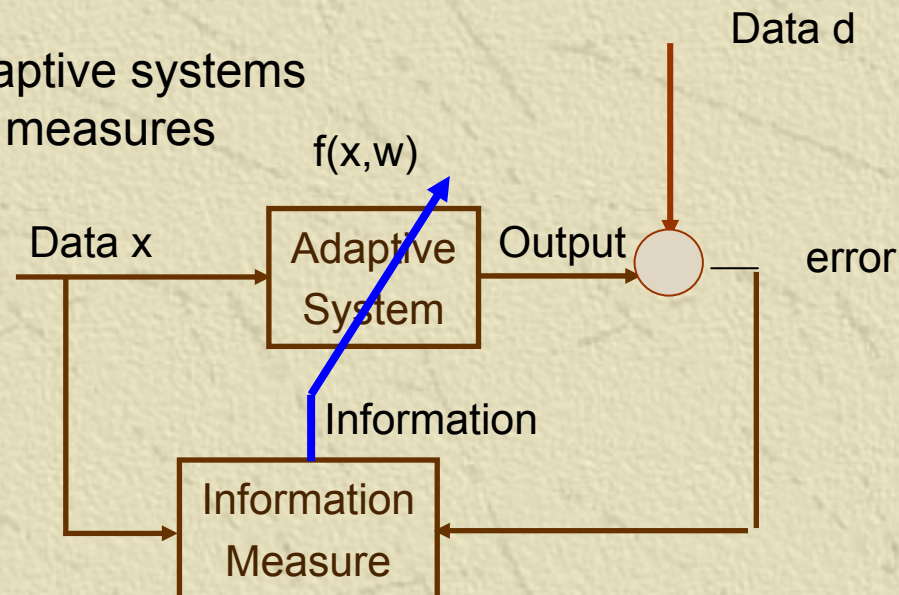 Data d
aptive systems
measures
f(x,w)
Data x
Adaptive
System
Output
error
Information
Information
Measure